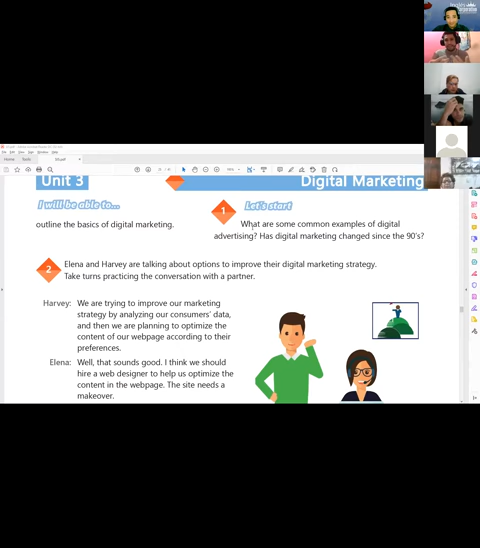 Home Tools
Unit 3
Digital Marketing
I will be able to...
outline the basics of digital marketing.
1
Let's start
What are some common examples of digital
advertising? Has digital marketing changed since the 90's?
2
Elena and Harvey are talking about options to improve their digital marketing strategy.
Take turns practicing the conversation with a partner.
Harvey: We are trying to improve our marketing
strategy by analyzing our consumers' data,
and then we are planning to optimize the
content of our webpage according to their
preferences.
Elena: Well, that sounds good. I think we should
hire a web designer to help us optimize the
content in the webpage. The site needs a
makeover.